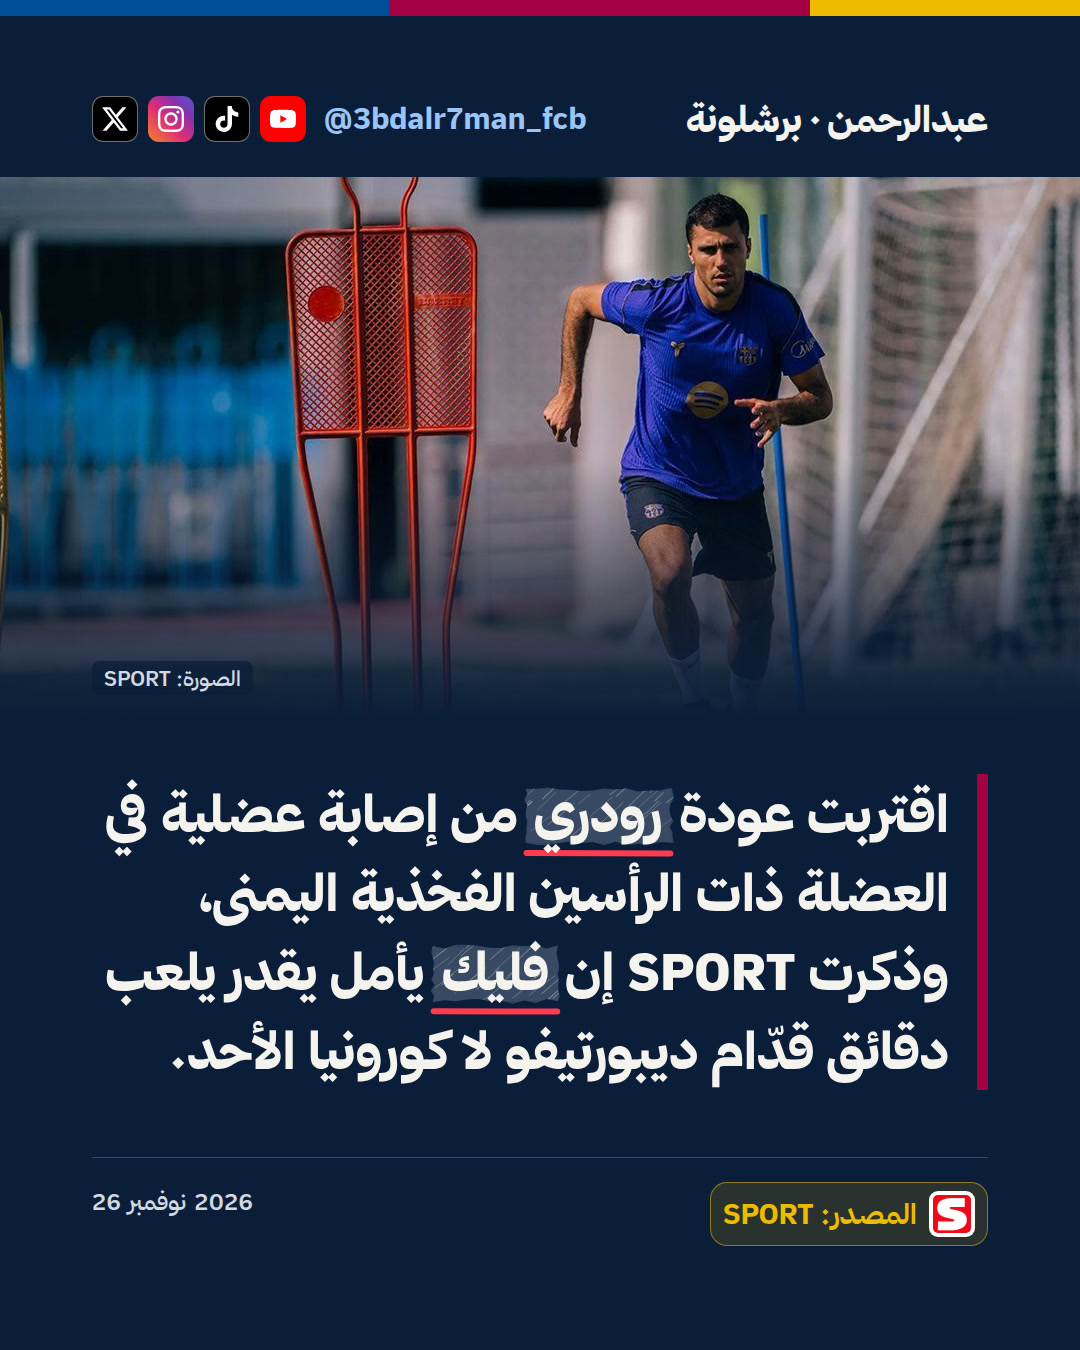 عبدالرحمن · برشلونة
@3bdalr7man_fcb
الصورة: SPORT
اقتربت عودة رودري من إصابة عضلية في
العضلة ذات الرأسين الفخذية اليمنى،
وذكرت SPORT إن فليك يأمل يقدر يلعب
دقائق قدّام ديبورتيفو لا كورونيا الأحد.
المصدر: SPORT
26 نوفمبر 2026